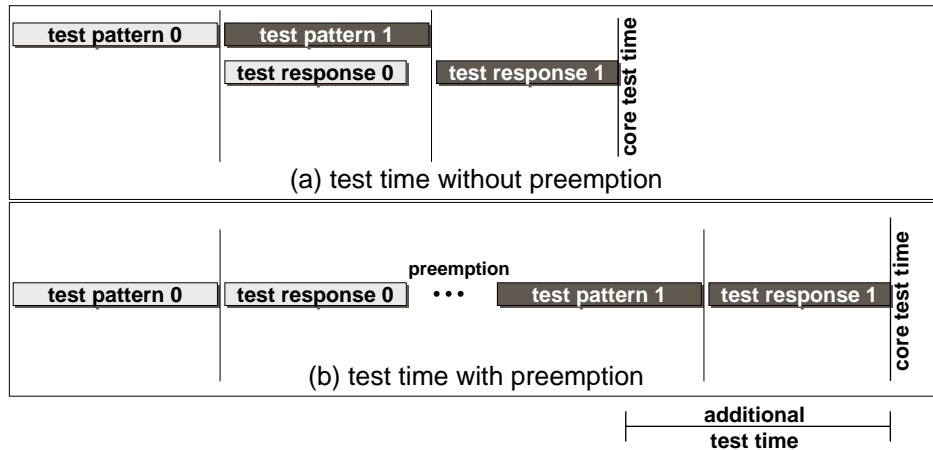 test pattern 0
test pattern 1
test response 0
test response 1
core test time
(a) test time without preemption
preemption
test pattern 0
test response 0
• • •
test pattern 1
test response 1
core test time
(b) test time with preemption
additional
test time